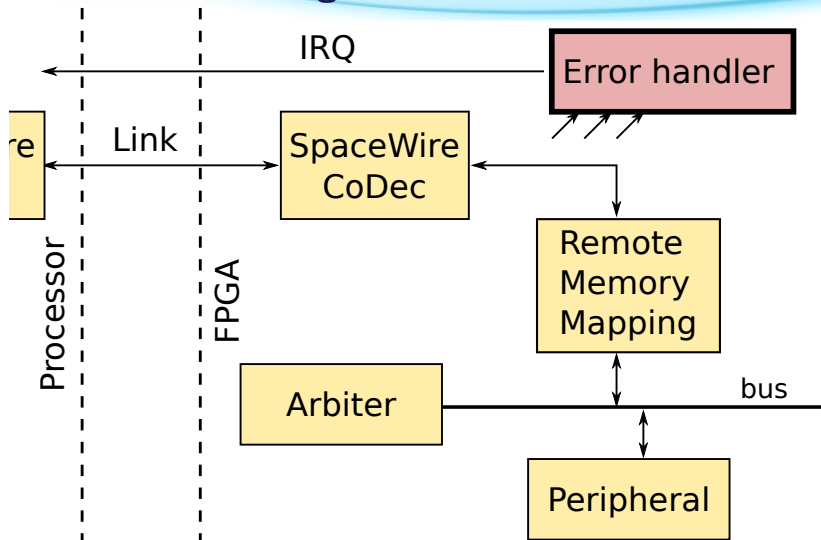 IRQ
Error handler
re
Link
SpaceWire
CoDec
Remote
Memory
Mapping
Processor
FPGA
Arbiter
bus
Peripheral